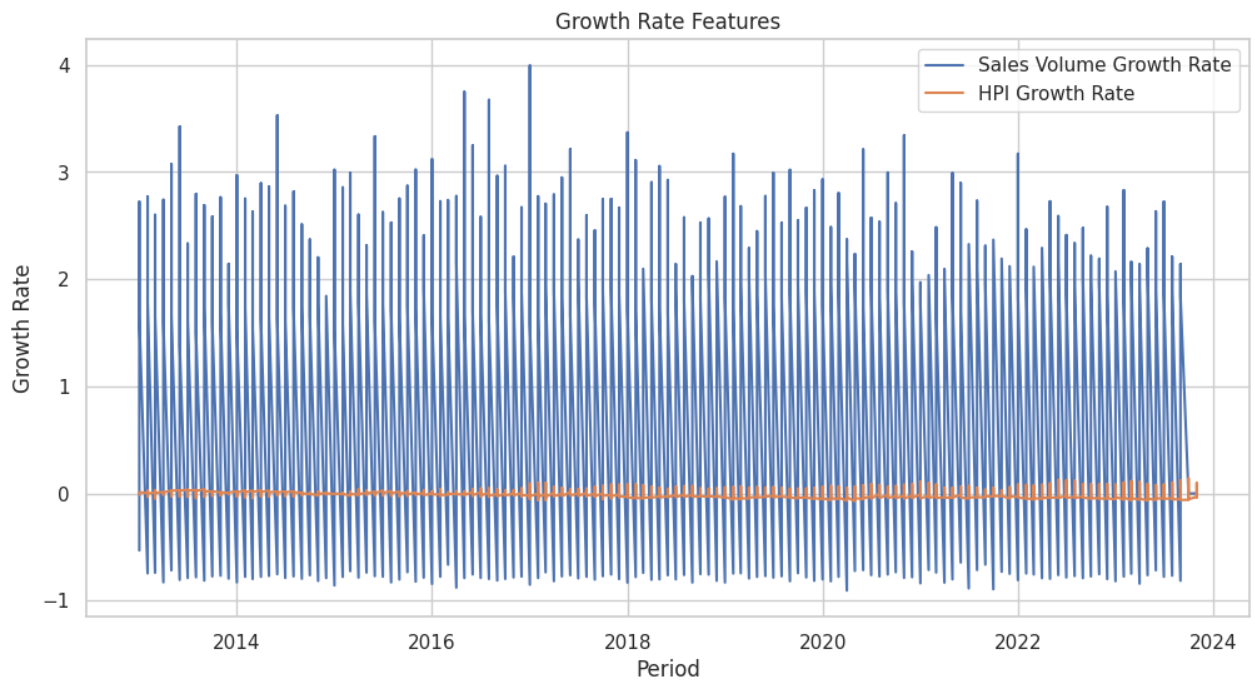 Growth Rate Features
Sales Volume Growth Rate
HPI Growth Rate
Growth Rate
4
3
2
1
0
−1
2014
2016
2018
2020
2022
2024
Period